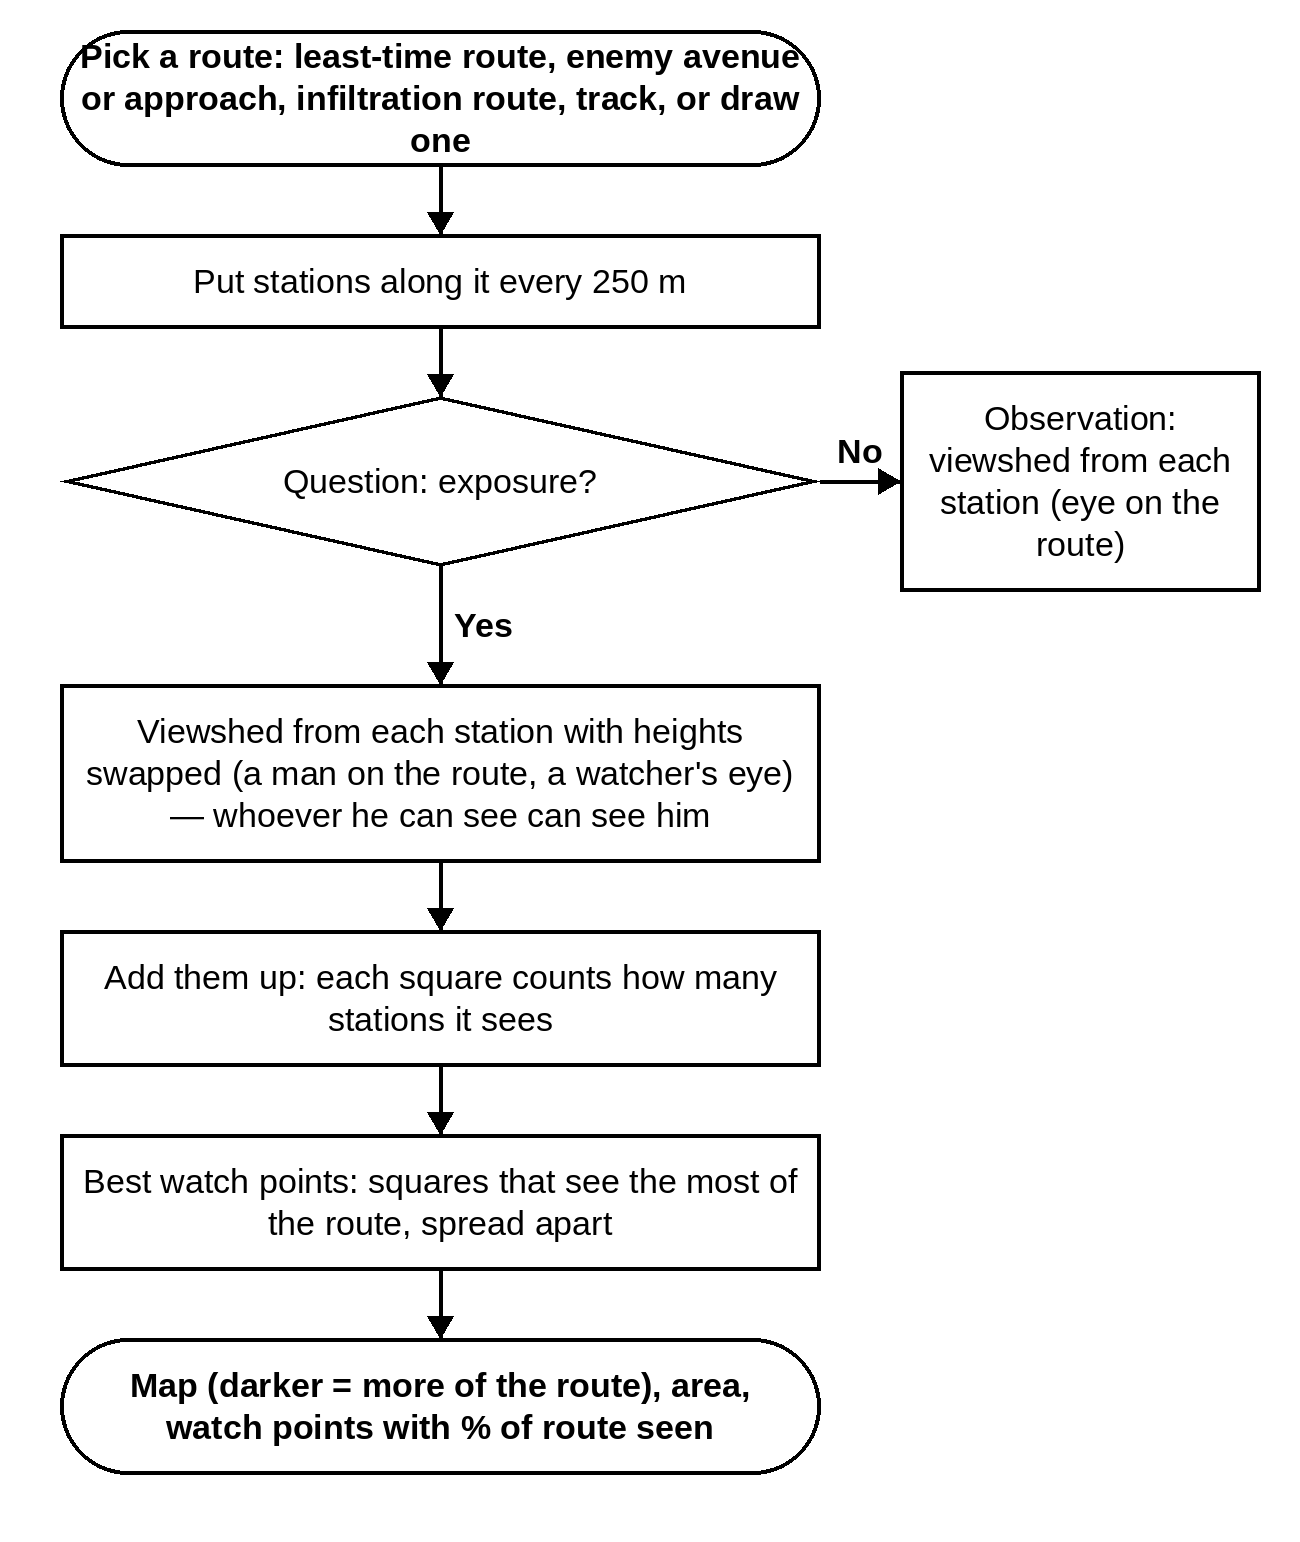 Pick a route: least-time route, enemy avenue
or approach, infiltration route, track, or draw
one
Put stations along it every 250 m
Question: exposure?
No
Observation:
viewshed from each
station (eye on the
route)
Yes
Viewshed from each station with heights
swapped (a man on the route, a watcher's eye)
— whoever he can see can see him
Add them up: each square counts how many
stations it sees
Best watch points: squares that see the most of
the route, spread apart
Map (darker = more of the route), area,
watch points with % of route seen